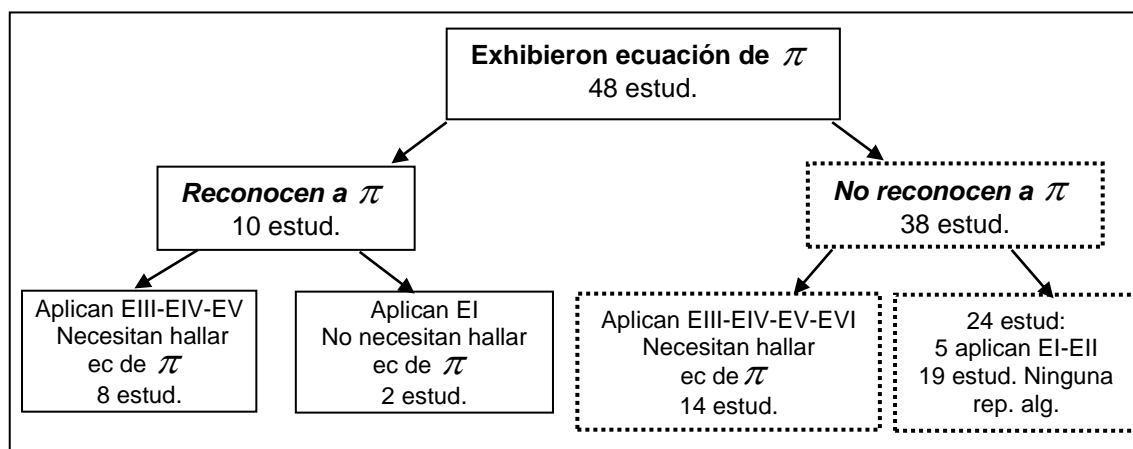 Exhibieron ecuación de π
48 estud.
Reconocen a π
10 estud.
No reconocen a π
38 estud.
Aplican EIII-EIV-EV
Necesitan hallar
ec de π
8 estud.
Aplican EI
No necesitan hallar
ec de π
2 estud.
Aplican EIII-EIV-EV-EVI
Necesitan hallar
ec de π
14 estud.
24 estud:
5 aplican EI-EII
19 estud. Ninguna
rep. alg.